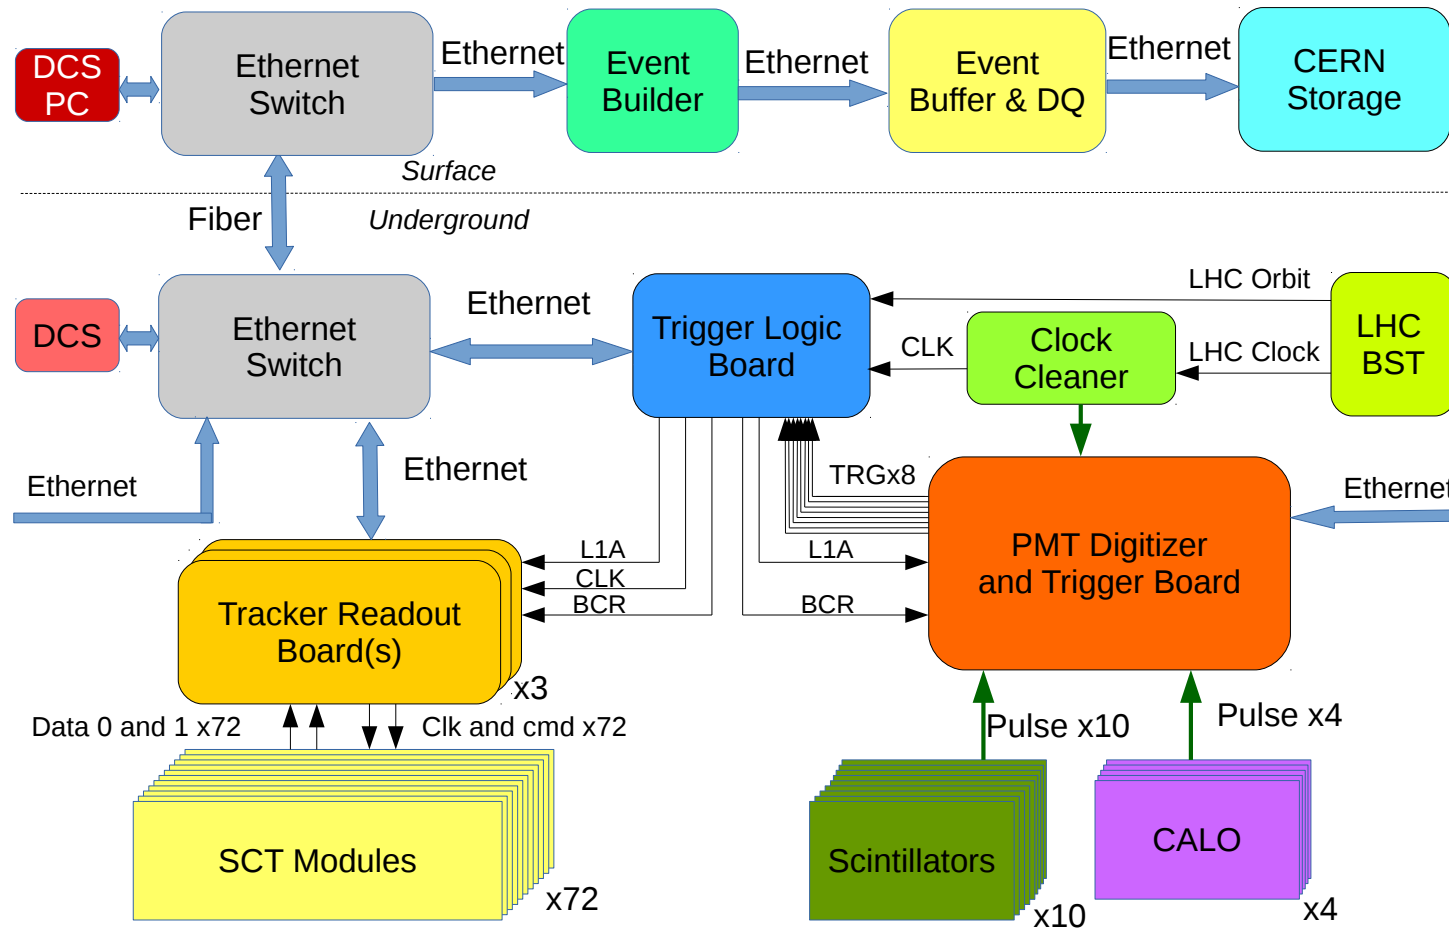 DCS
PC
Ethernet
Switch
Ethernet
Event
Builder
Ethernet
Event
Buffer & DQ
Ethernet
CERN
Storage
Surface
Fiber
Underground
DCS
Ethernet
Switch
Ethernet
Trigger Logic
Board
LHC Orbit
CLK
Clock
Cleaner
LHC Clock
LHC
BST
Ethernet
Ethernet
TRGx8
Ethernet
L1A
CLK
BCR
L1A
BCR
PMT Digitizer
and Trigger Board
Tracker Readout
Board(s)
x3
Data 0 and 1 x72
Clk and cmd x72
Pulse x10
Pulse x4
SCT Modules
x72
Scintillators
x10
CALO
x4